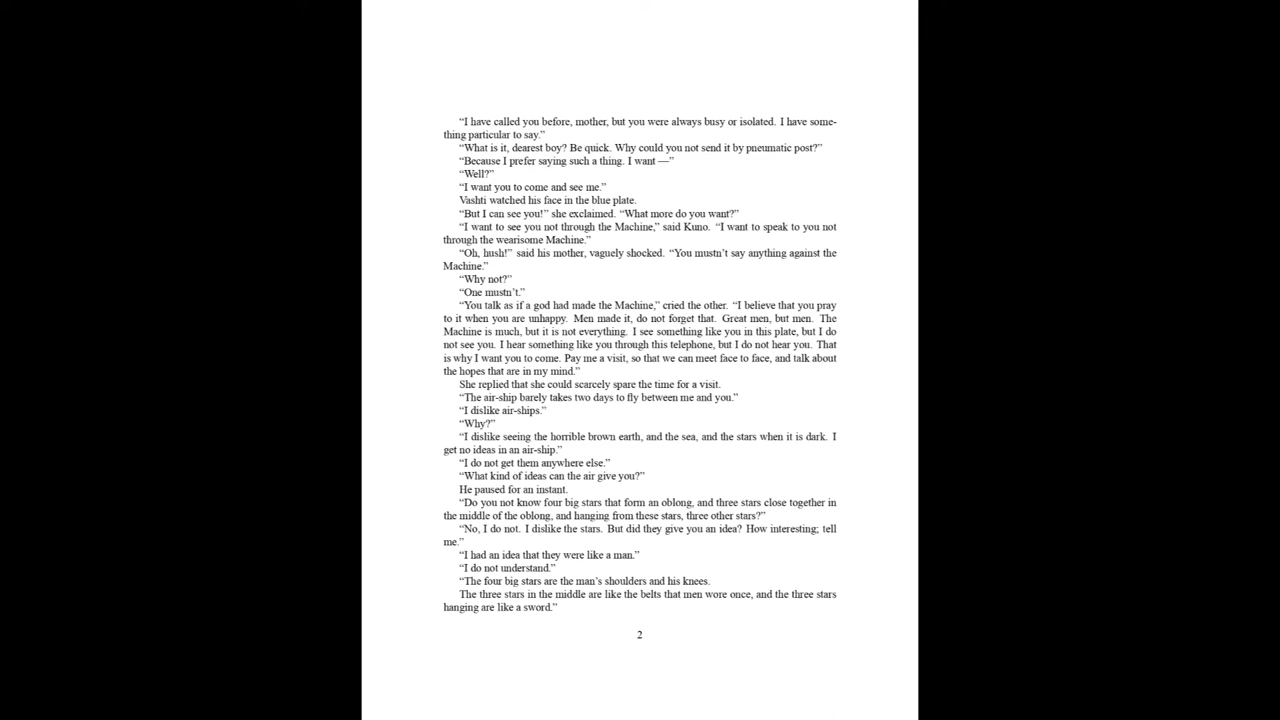 “I have called you before, mother, but you were always busy or isolated. I have some-
thing particular to say.”
“What is it, dearest boy? Be quick. Why could you not send it by pneumatic post?”
“Because I prefer saying such a thing. I want —”
“Well?”
“I want you to come and see me.”
Vashti watched his face in the blue plate.
“But I can see you!” she exclaimed. “What more do you want?”
“I want to see you not through the Machine,” said Kuno. “I want to speak to you not
through the wearisome Machine.”
“Oh, hush!” said his mother, vaguely shocked. “You mustn’t say anything against the
Machine.”
“Why not?”
“One mustn’t.”
“You talk as if a god had made the Machine,” cried the other. “I believe that you pray
to it when you are unhappy. Men made it, do not forget that. Great men, but men. The
Machine is much, but it is not everything. I see something like you in this plate, but I do
not see you. I hear something like you through this telephone, but I do not hear you. That
is why I want you to come. Pay me a visit, so that we can meet face to face, and talk about
the hopes that are in my mind.”
She replied that she could scarcely spare the time for a visit.
“The air-ship barely takes two days to fly between me and you.”
“I dislike air-ships.”
“Why?”
“I dislike seeing the horrible brown earth, and the sea, and the stars when it is dark. I
get no ideas in an air-ship.”
“I do not get them anywhere else.”
“What kind of ideas can the air give you?”
He paused for an instant.
“Do you not know four big stars that form an oblong, and three stars close together in
the middle of the oblong, and hanging from these stars, three other stars?”
“No, I do not. I dislike the stars. But did they give you an idea? How interesting; tell
me.”
“I had an idea that they were like a man.”
“I do not understand.”
“The four big stars are the man’s shoulders and his knees.
The three stars in the middle are like the belts that men wore once, and the three stars
hanging are like a sword.”
2